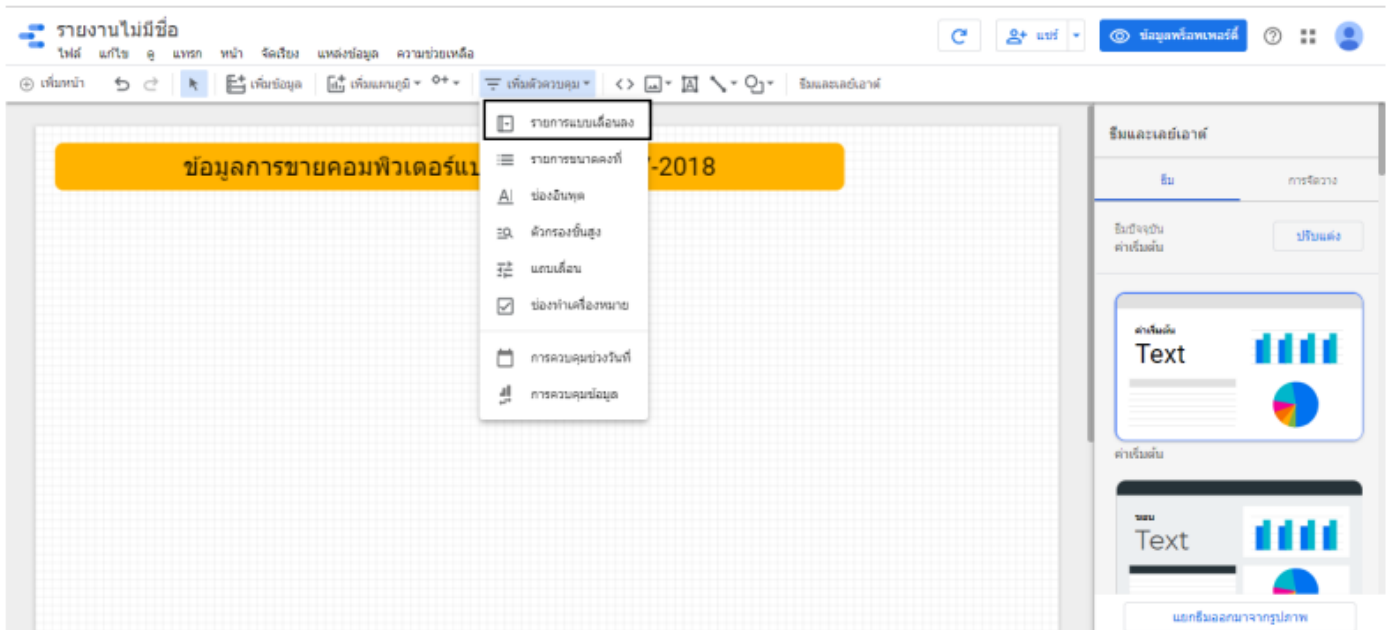 รายงานไม่มีชื่อ
ไฟล์ แก้ไข ดู แทรก หน้า จัดเรียง แหล่งข้อมูล ความช่วยเหลือ
แชร์
ข้อมูลพร็อพเพอร์ตี้
เพิ่มหน้า เพิ่มข้อมูล เพิ่มแผนภูมิ เพิ่มตัวควบคุม ธีมและเลย์เอาต์
รายการแบบเลื่อนลง
รายการขนาดคงที่
ช่องอินพุต
ตัวกรองขั้นสูง
แถบเลื่อน
ช่องทำเครื่องหมาย
การควบคุมช่วงวันที่
การควบคุมข้อมูล
ข้อมูลการขายคอมพิวเตอร์แบ -2018
ธีมและเลย์เอาต์
ธีม การจัดวาง
ธีมปัจจุบัน
ค่าเริ่มต้น
ปรับแต่ง
ค่าเริ่มต้น
Text
ค่าเริ่มต้น
ขอบ
Text
แยกธีมออกมาจากรูปภาพ